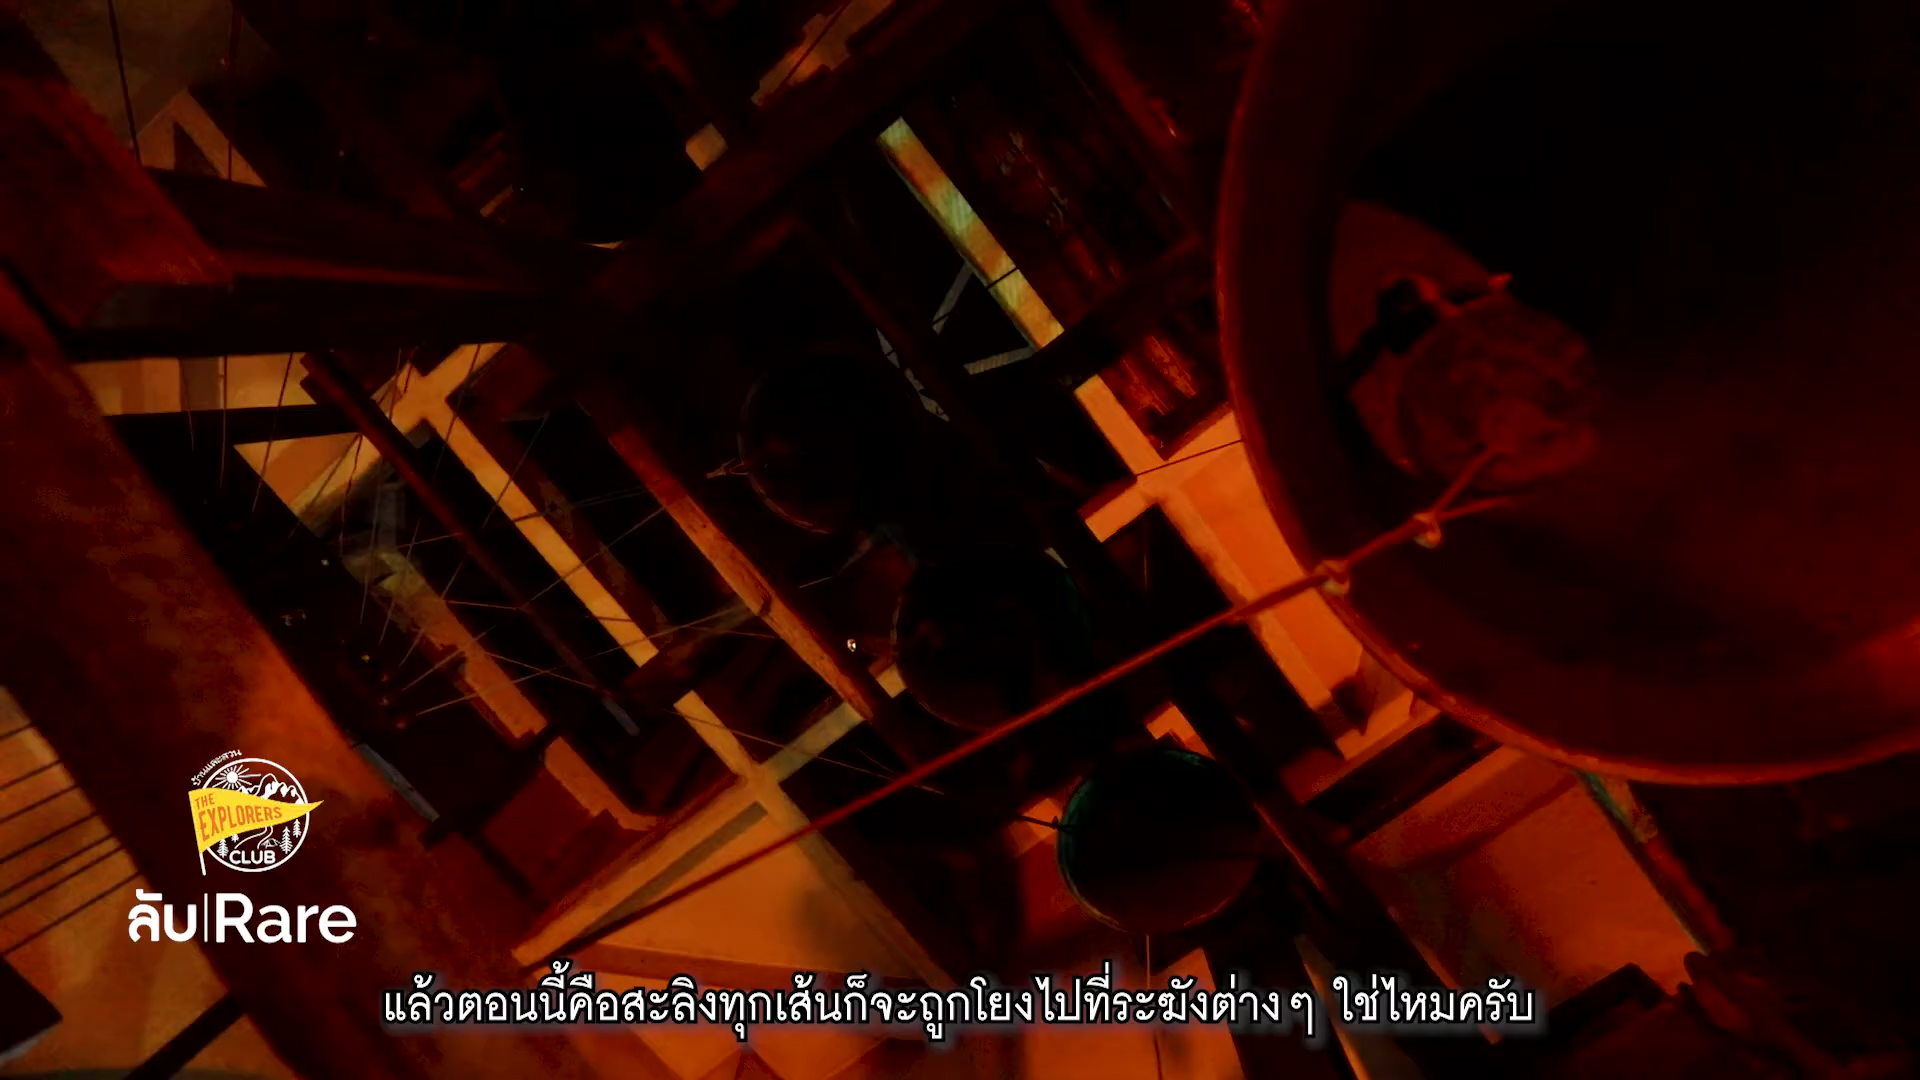 บ้านและสวน
THE
EXPLORERS
CLUB
ลับ|Rare
แล้วตอนนี้คือสะลิงทุกเส้นก็จะถูกโยงไปที่ระฆังต่างๆ ใช่ไหมครับ